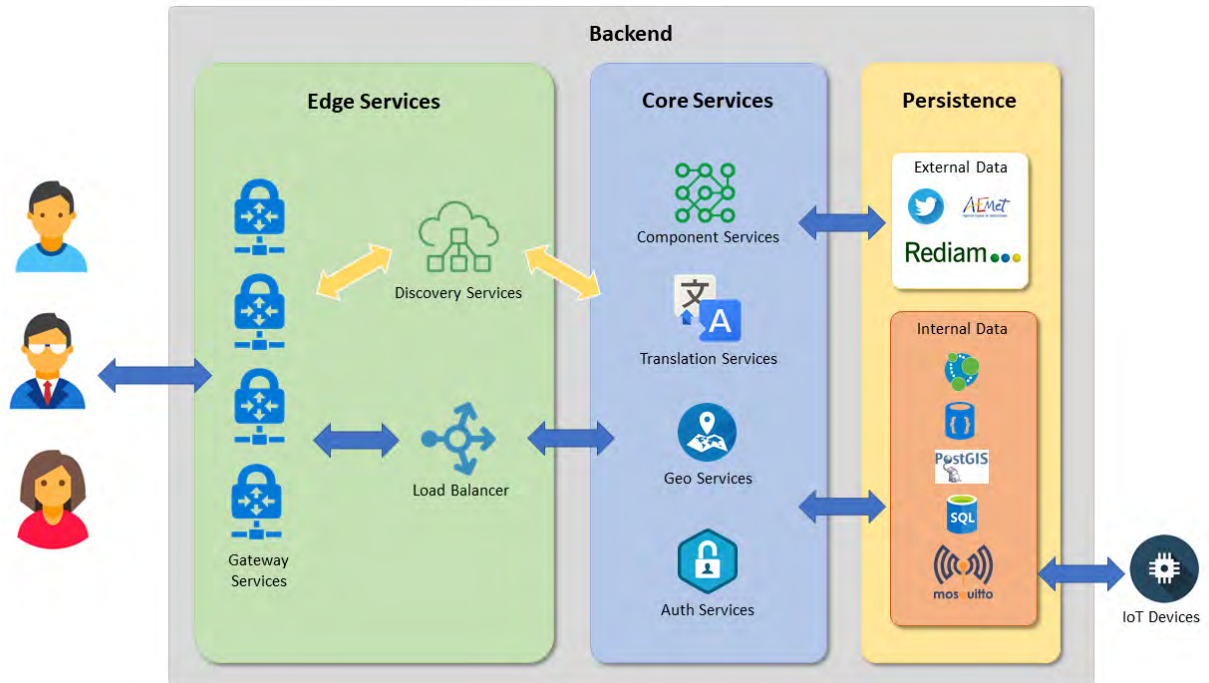 Backend
Edge Services
Discovery Services
Load Balancer
Gateway
Services
Core Services
Component Services
文
A
Translation Services
Geo Services
Auth Services
Persistence
External Data
AEmet
Rediam
Internal Data
{ }
PostGIS
SQL
mosquitto
IoT Devices